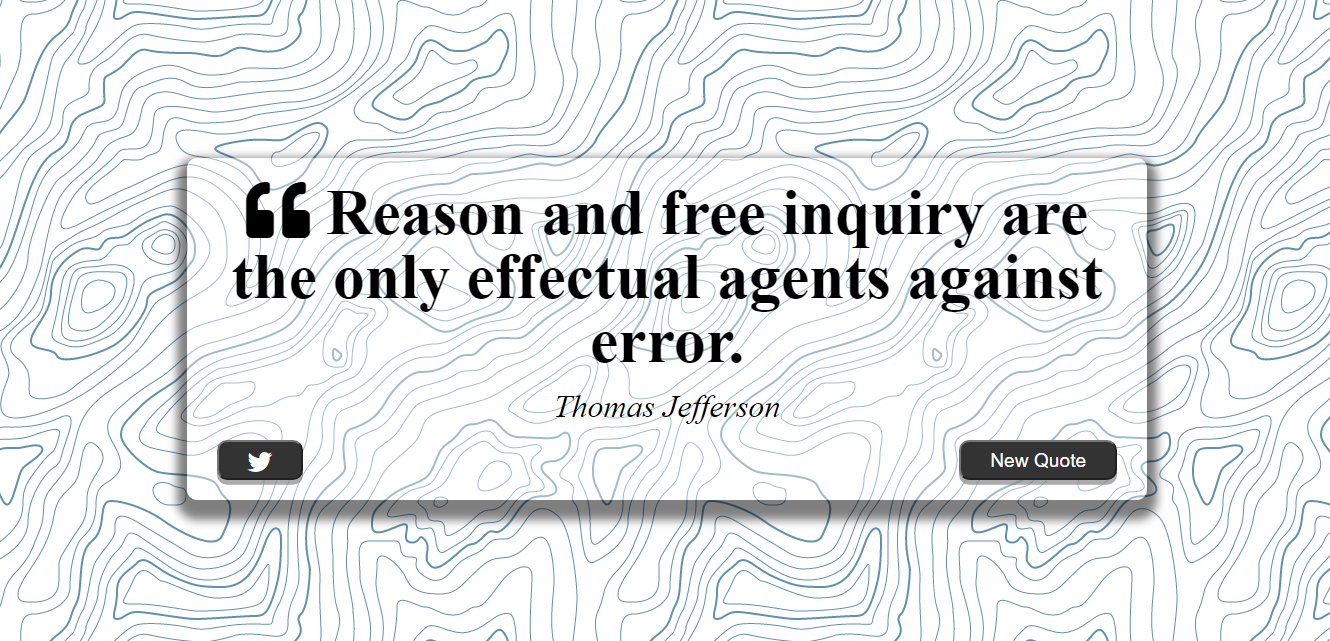 Reason and free inquiry are
the only effectual agents against
error.
Thomas Jefferson
New Quote